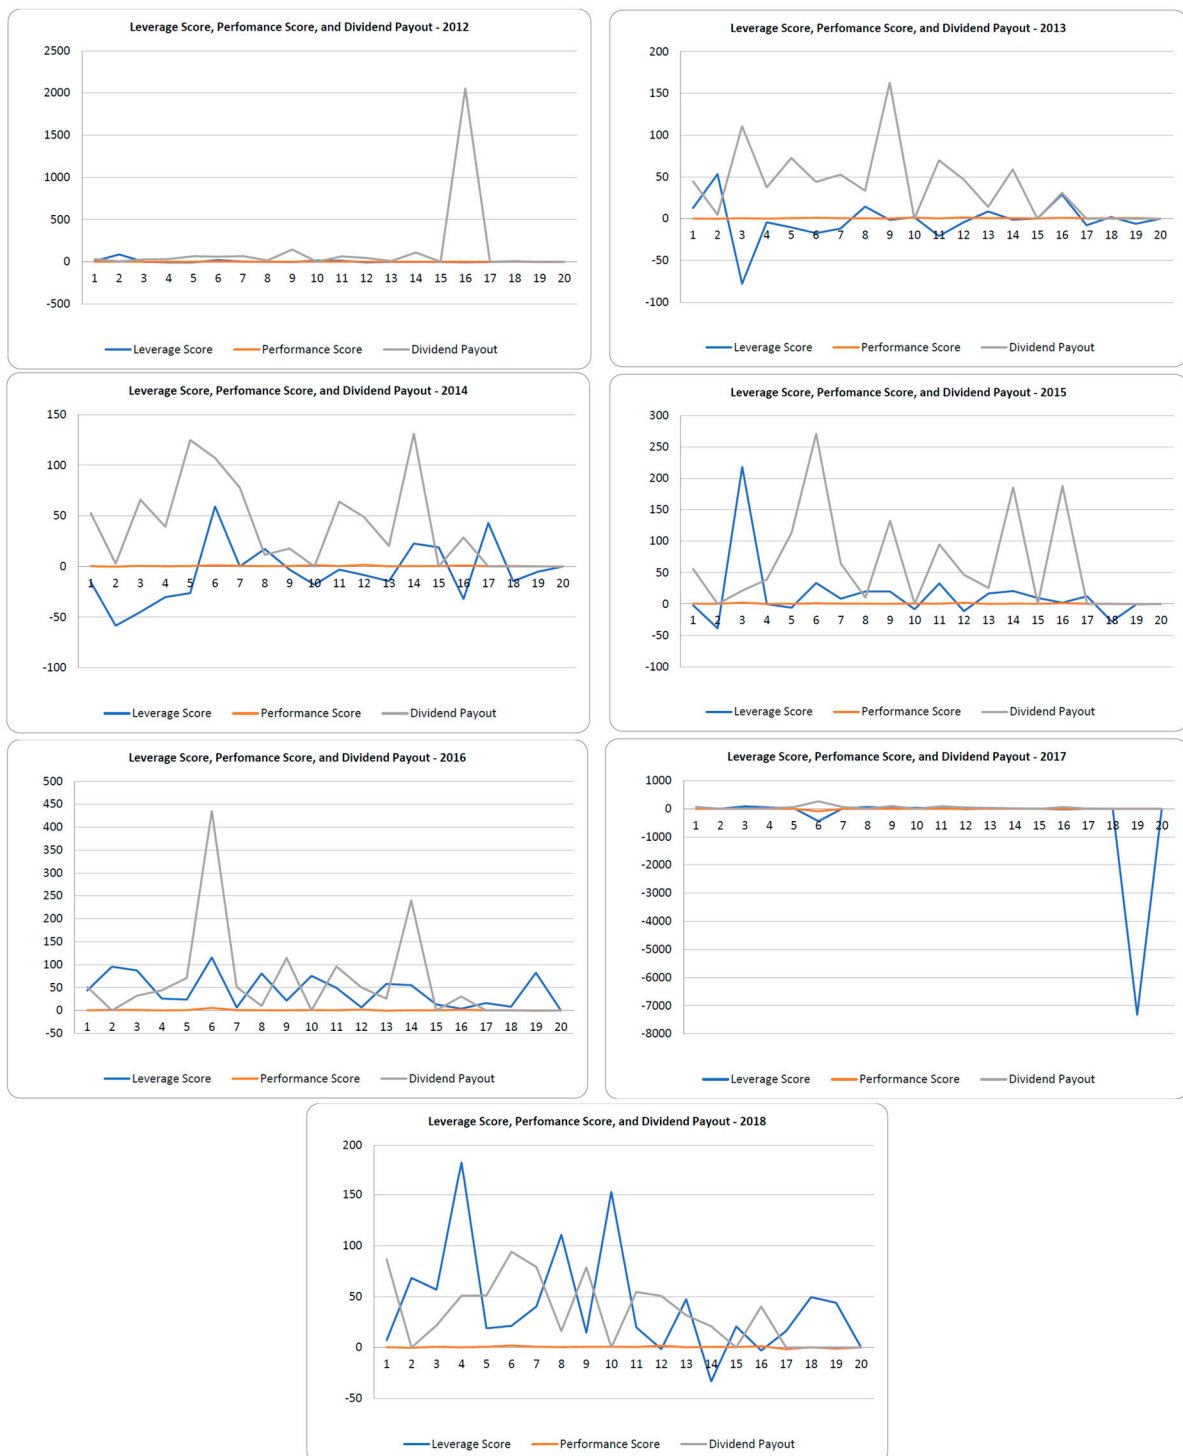 Leverage Score, Perfomance Score, and Dividend Payout - 2012
2500
2000
1500
1000
500
0
-500
1 2 3 4 5 6 7 8 9 10 11 12 13 14 15 16 17 18 19 20
Leverage Score Performance Score Dividend Payout
Leverage Score, Perfomance Score, and Dividend Payout - 2013
200
150
100
50
0
-50
-100
1 2 3 4 5 6 7 8 9 10 11 12 13 14 15 16 17 18 19 20
Leverage Score Performance Score Dividend Payout
Leverage Score, Perfomance Score, and Dividend Payout - 2014
150
100
50
0
-50
-100
1 2 3 4 5 6 7 8 9 10 11 12 13 14 15 16 17 18 19 20
Leverage Score Performance Score Dividend Payout
Leverage Score, Perfomance Score, and Dividend Payout - 2015
300
250
200
150
100
50
0
-50
-100
1 2 3 4 5 6 7 8 9 10 11 12 13 14 15 16 17 18 19 20
Leverage Score Performance Score Dividend Payout
Leverage Score, Perfomance Score, and Dividend Payout - 2016
500
450
400
350
300
250
200
150
100
50
0
-50
1 2 3 4 5 6 7 8 9 10 11 12 13 14 15 16 17 18 19 20
Leverage Score Performance Score Dividend Payout
Leverage Score, Perfomance Score, and Dividend Payout - 2017
1000
0
-1000
-2000
-3000
-4000
-5000
-6000
-7000
-8000
1 2 3 4 5 6 7 8 9 10 11 12 13 14 15 16 17 18 19 20
Leverage Score Performance Score Dividend Payout
Leverage Score, Perfomance Score, and Dividend Payout - 2018
200
150
100
50
0
-50
1 2 3 4 5 6 7 8 9 10 11 12 13 14 15 16 17 18 19 20
Leverage Score Performance Score Dividend Payout